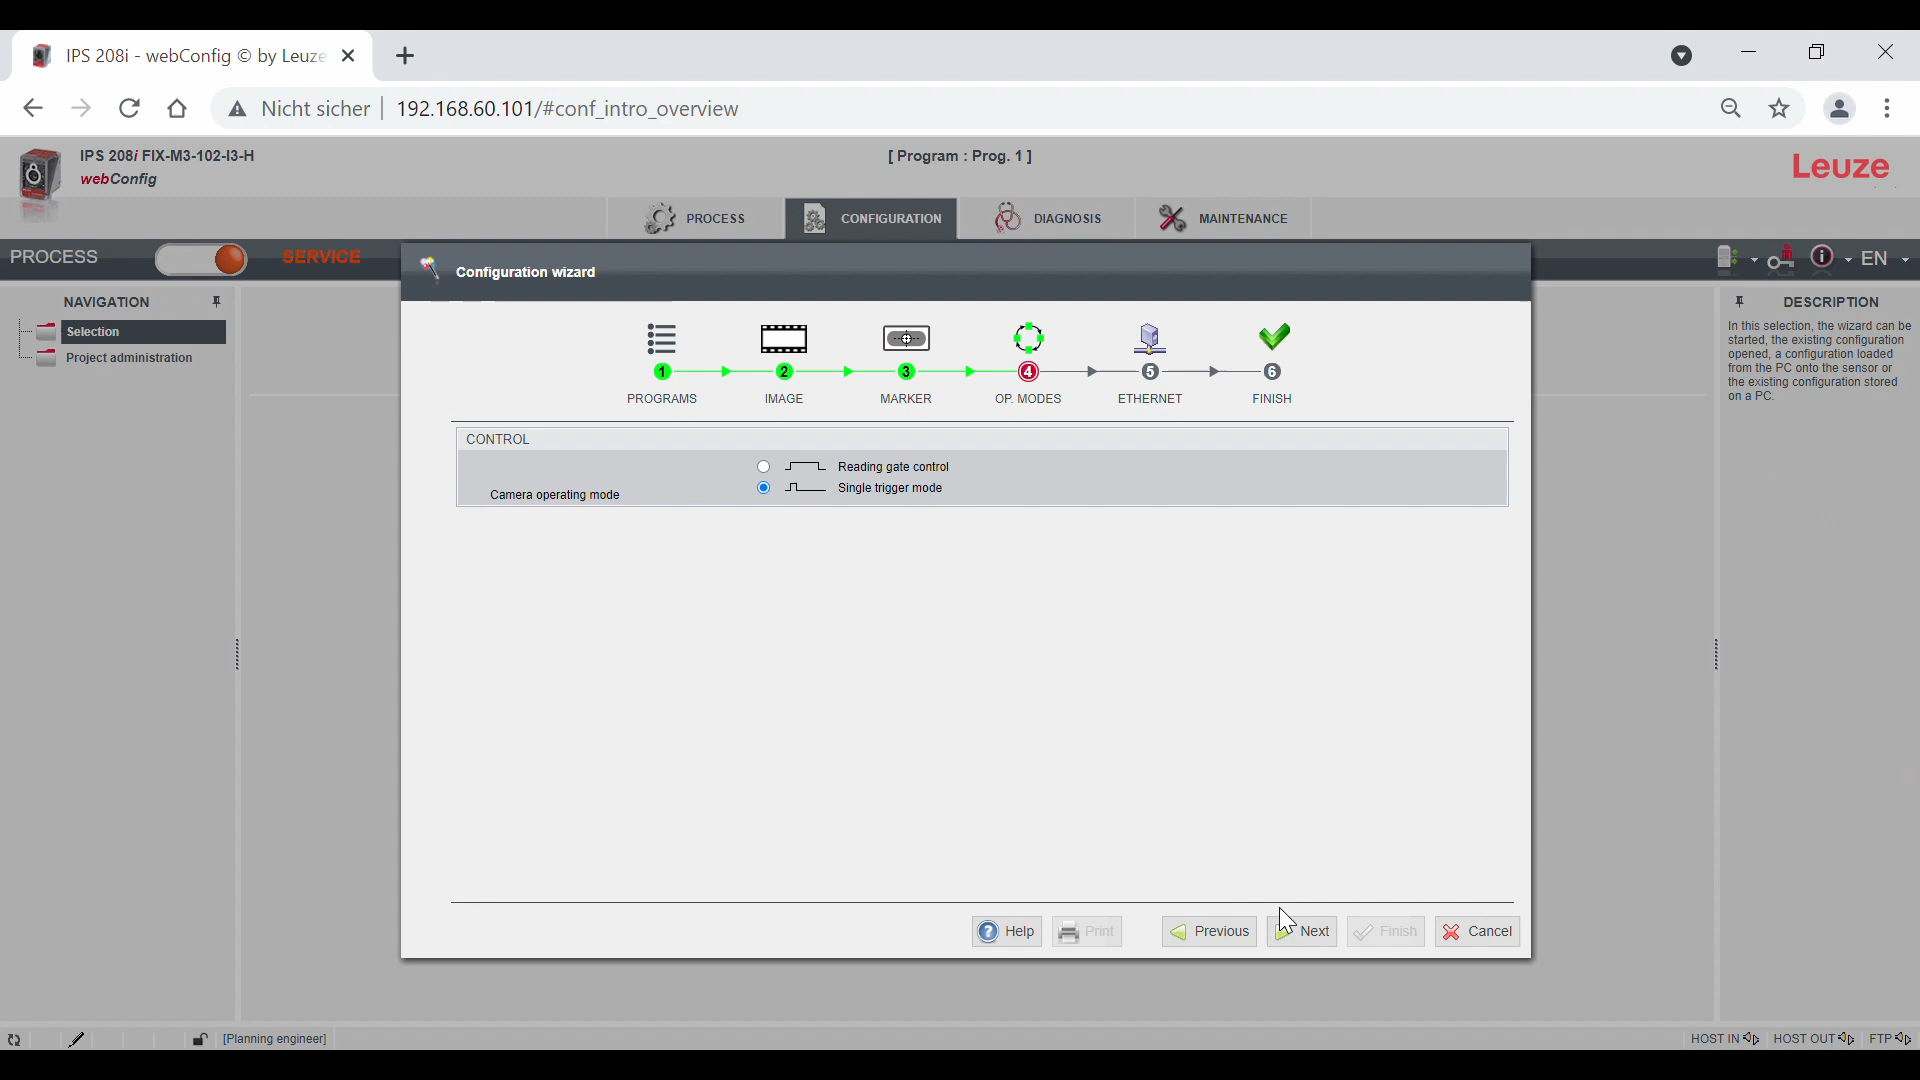 IPS 208i - webConfig © by Leuze
Nicht sicher 192.168.60.101/#conf_intro_overview
IPS 208i FIX-M3-102-I3-H
webConfig
[ Program : Prog. 1 ]
Leuze
PROCESS CONFIGURATION DIAGNOSIS MAINTENANCE
PROCESS SERVICE
EN
Configuration wizard
NAVIGATION
Selection
Project administration
1 2 3 4 5 6
PROGRAMS IMAGE MARKER OP. MODES ETHERNET FINISH
CONTROL
Camera operating mode
Reading gate control
Single trigger mode
DESCRIPTION
In this selection, the wizard can be
started, the existing configuration
opened, a configuration loaded
from the PC onto the sensor or
the existing configuration stored
on a PC.
Help Print Previous Next Finish Cancel
[Planning engineer]
HOST IN HOST OUT FTP